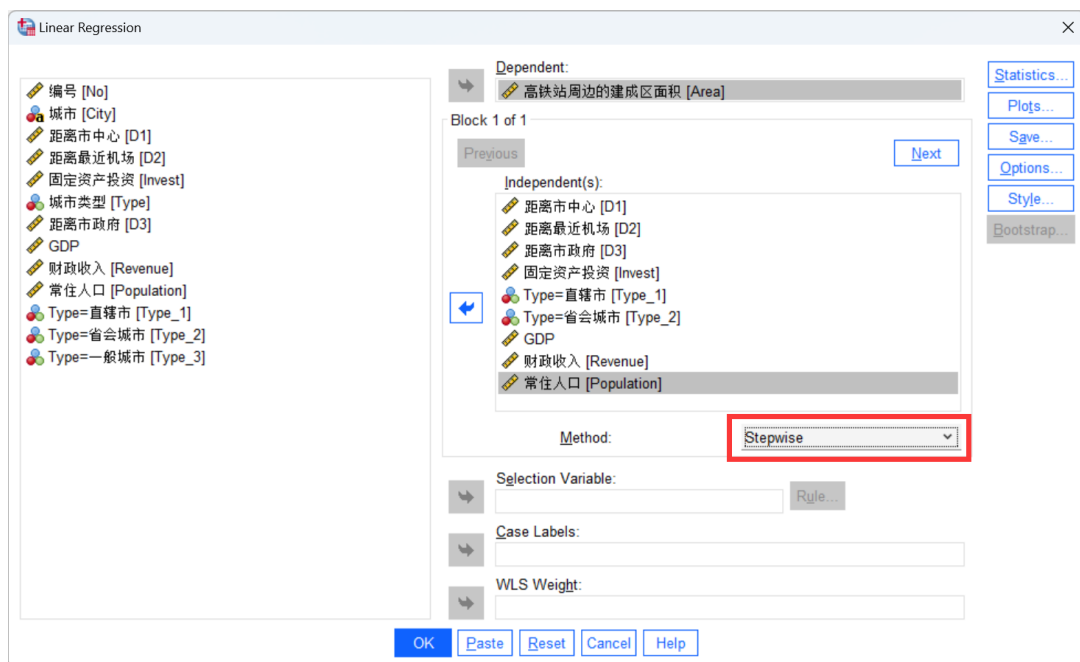 Linear Regression
编号 [No]
城市 [City]
距离市中心 [D1]
距离最近机场 [D2]
固定资产投资 [Invest]
城市类型 [Type]
距离市政府 [D3]
GDP
财政收入 [Revenue]
常住人口 [Population]
Type=直辖市 [Type_1]
Type=省会城市 [Type_2]
Type=一般城市 [Type_3]
Dependent:
高铁站周边的建成区面积 [Area]
Block 1 of 1
Previous
Next
Independent(s):
距离市中心 [D1]
距离最近机场 [D2]
距离市政府 [D3]
固定资产投资 [Invest]
Type=直辖市 [Type_1]
Type=省会城市 [Type_2]
GDP
财政收入 [Revenue]
常住人口 [Population]
Method:
Stepwise
Selection Variable:
Rule...
Case Labels:
WLS Weight:
Statistics...
Plots...
Save...
Options...
Style...
Bootstrap...
OK
Paste
Reset
Cancel
Help